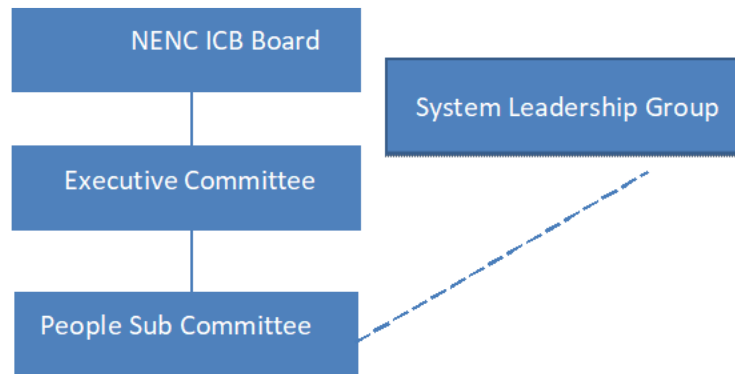 NENC ICB Board
System Leadership Group
Executive Committee
People Sub Committee